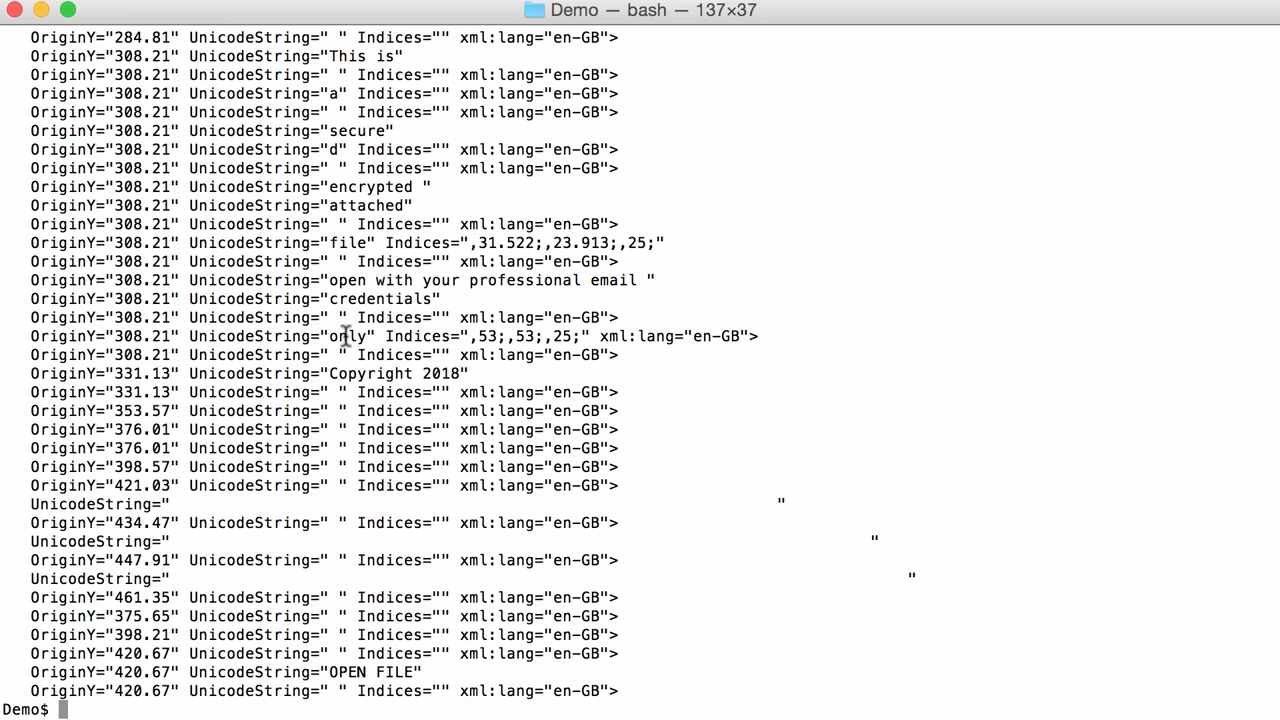 Demo — bash — 137×37
OriginY="284.81" UnicodeString=" " Indices="" xml:lang="en-GB">
OriginY="308.21" UnicodeString="This is"
OriginY="308.21" UnicodeString=" " Indices="" xml:lang="en-GB">
OriginY="308.21" UnicodeString="a" Indices="" xml:lang="en-GB">
OriginY="308.21" UnicodeString=" " Indices="" xml:lang="en-GB">
OriginY="308.21" UnicodeString="secure"
OriginY="308.21" UnicodeString="d" Indices="" xml:lang="en-GB">
OriginY="308.21" UnicodeString=" " Indices="" xml:lang="en-GB">
OriginY="308.21" UnicodeString="encrypted "
OriginY="308.21" UnicodeString="attached"
OriginY="308.21" UnicodeString=" " Indices="" xml:lang="en-GB">
OriginY="308.21" UnicodeString="file" Indices=",31.522;,23.913;,25;"
OriginY="308.21" UnicodeString=" " Indices="" xml:lang="en-GB">
OriginY="308.21" UnicodeString="open with your professional email "
OriginY="308.21" UnicodeString="credentials"
OriginY="308.21" UnicodeString=" " Indices="" xml:lang="en-GB">
OriginY="308.21" UnicodeString="only" Indices=",53;,53;,25;" xml:lang="en-GB">
OriginY="308.21" UnicodeString=" " Indices="" xml:lang="en-GB">
OriginY="331.13" UnicodeString="Copyright 2018"
OriginY="331.13" UnicodeString=" " Indices="" xml:lang="en-GB">
OriginY="353.57" UnicodeString=" " Indices="" xml:lang="en-GB">
OriginY="376.01" UnicodeString=" " Indices="" xml:lang="en-GB">
OriginY="376.01" UnicodeString=" " Indices="" xml:lang="en-GB">
OriginY="398.57" UnicodeString=" " Indices="" xml:lang="en-GB">
OriginY="421.03" UnicodeString=" " Indices="" xml:lang="en-GB">
UnicodeString="                                                                 "
OriginY="434.47" UnicodeString=" " Indices="" xml:lang="en-GB">
UnicodeString="                                                                           "
OriginY="447.91" UnicodeString=" " Indices="" xml:lang="en-GB">
UnicodeString="                                                                               "
OriginY="461.35" UnicodeString=" " Indices="" xml:lang="en-GB">
OriginY="375.65" UnicodeString=" " Indices="" xml:lang="en-GB">
OriginY="398.21" UnicodeString=" " Indices="" xml:lang="en-GB">
OriginY="420.67" UnicodeString=" " Indices="" xml:lang="en-GB">
OriginY="420.67" UnicodeString="OPEN FILE"
OriginY="420.67" UnicodeString=" " Indices="" xml:lang="en-GB">
Demo$